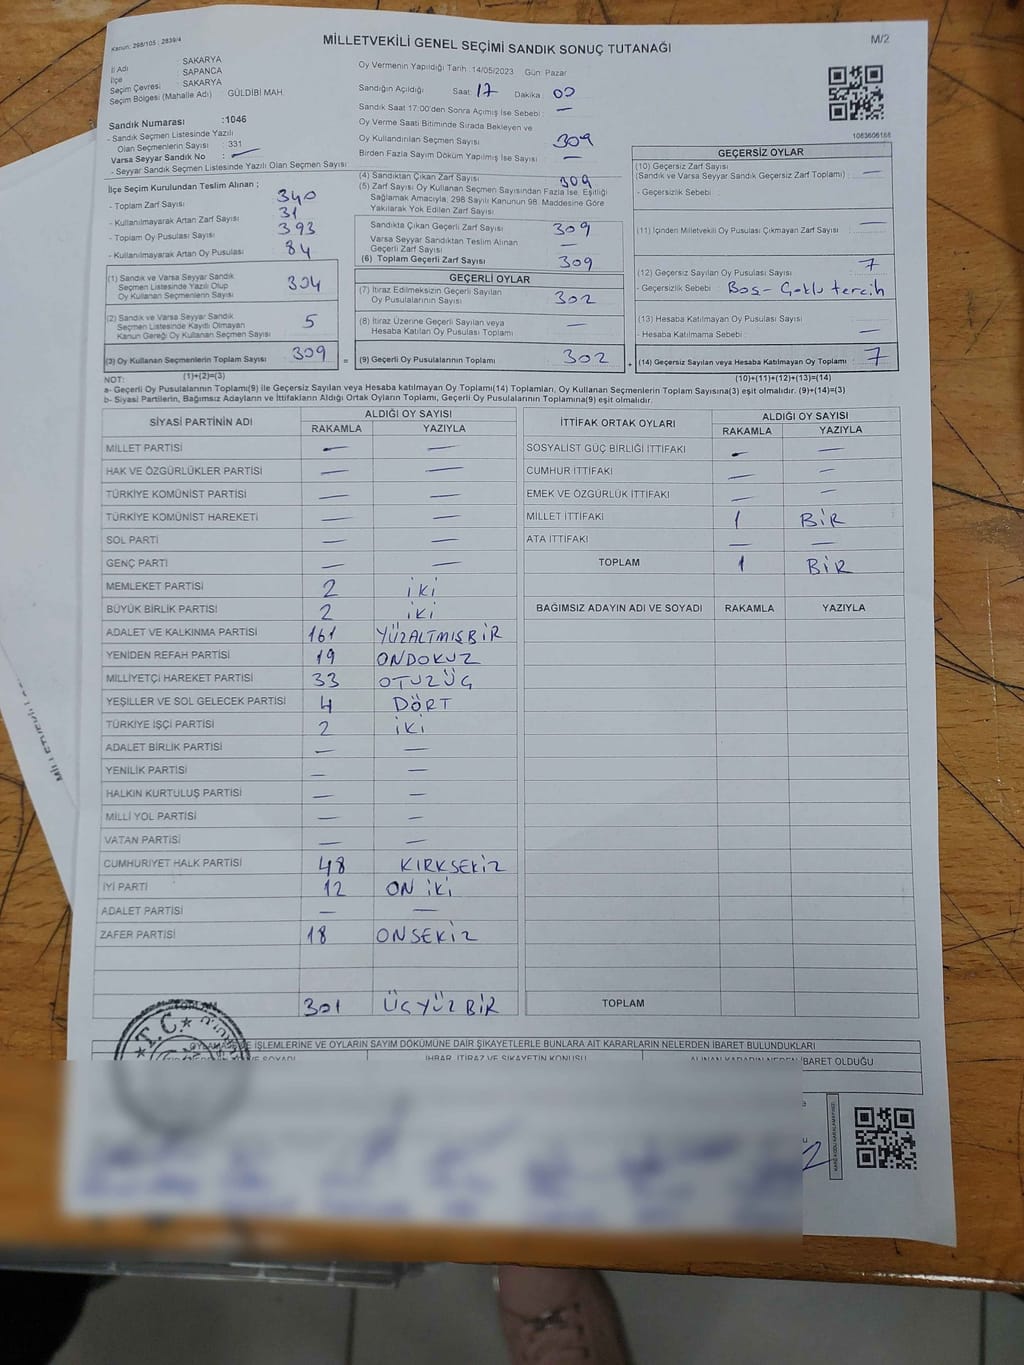 Kanun: 298/105 ; 2839/4
MİLLETVEKİLİ GENEL SEÇİMİ SANDIK SONUÇ TUTANAĞI
M/2
İl Adı : SAKARYA
İlçe : SAPANCA
Seçim Çevresi : SAKARYA
Seçim Bölgesi (Mahalle Adı) GÜLDİBİ MAH.
Sandık Numarası :1046
- Sandık Seçmen Listesinde Yazılı
Olan Seçmenlerin Sayısı : 331
Varsa Seyyar Sandık No : —
- Seyyar Sandık Seçmen Listesinde Yazılı Olan Seçmen Sayısı :
Oy Vermenin Yapıldığı Tarih :14/05/2023 Gün: Pazar
Sandığın Açıldığı Saat: 17 Dakika : 00
Sandık Saat 17:00'den Sonra Açılmış İse Sebebi : —
Oy Verme Saati Bitiminde Sırada Bekleyen ve
Oy Kullandırılan Seçmen Sayısı : 309
Birden Fazla Sayım Döküm Yapılmış İse Sayısı : —
1083606188
İlçe Seçim Kurulundan Teslim Alınan ;
- Toplam Zarf Sayısı : 340
- Kullanılmayarak Artan Zarf Sayısı : 31
- Toplam Oy Pusulası Sayısı : 393
- Kullanılmayarak Artan Oy Pusulası : 84
(1) Sandık ve Varsa Seyyar Sandık
Seçmen Listesinde Yazılı Olup
Oy Kullanan Seçmenlerin Sayısı : 304
(2) Sandık ve Varsa Seyyar Sandık
Seçmen Listesinde Kayıtlı Olmayan
Kanun Gereği Oy Kullanan Seçmen Sayısı : 5
(3) Oy Kullanan Seçmenlerin Toplam Sayısı : 309 =
(1)+(2)=(3)
(4) Sandıktan Çıkan Zarf Sayısı : 309
(5) Zarf Sayısı Oy Kullanan Seçmen Sayısından Fazla İse, Eşitliği
Sağlamak Amacıyla, 298 Sayılı Kanunun 98. Maddesine Göre
Yakılarak Yok Edilen Zarf Sayısı :
Sandıkta Çıkan Geçerli Zarf Sayısı : 309
Varsa Seyyar Sandıktan Teslim Alınan
Geçerli Zarf Sayısı : —
(6) Toplam Geçerli Zarf Sayısı : 309
GEÇERLİ OYLAR
(7) İtiraz Edilmeksizin Geçerli Sayılan
Oy Pusulalarının Sayısı : 302
(8) İtiraz Üzerine Geçerli Sayılan veya
Hesaba Katılan Oy Pusulası Toplamı : —
(9) Geçerli Oy Pusulalarının Toplamı : 302 +
GEÇERSİZ OYLAR
(10) Geçersiz Zarf Sayısı
(Sandık ve Varsa Seyyar Sandık Geçersiz Zarf Toplamı) : —
- Geçersizlik Sebebi :
(11) İçinden Milletvekili Oy Pusulası Çıkmayan Zarf Sayısı : —
(12) Geçersiz Sayılan Oy Pusulası Sayısı : 7
- Geçersizlik Sebebi : Boş - Çoklu tercih
(13) Hesaba Katılmayan Oy Pusulası Sayısı :
- Hesaba Katılmama Sebebi : —
(14) Geçersiz Sayılan veya Hesaba Katılmayan Oy Toplamı : 7
(10)+(11)+(12)+(13)=(14)
NOT:
a- Geçerli Oy Pusulalarının Toplamı(9) ile Geçersiz Sayılan veya Hesaba katılmayan Oy Toplamı(14) Toplamları, Oy Kullanan Seçmenlerin Toplam Sayısına(3) eşit olmalıdır. (9)+(14)=(3)
b- Siyasi Partilerin, Bağımsız Adayların ve İttifakların Aldığı Ortak Oyların Toplamı, Geçerli Oy Pusulalarının Toplamına(9) eşit olmalıdır.
SİYASİ PARTİNİN ADI ALDIĞI OY SAYISI
RAKAMLA YAZIYLA
MİLLET PARTİSİ — —
HAK VE ÖZGÜRLÜKLER PARTİSİ — —
TÜRKİYE KOMÜNİST PARTİSİ — —
TÜRKİYE KOMÜNİST HAREKETİ — —
SOL PARTİ — —
GENÇ PARTİ — —
MEMLEKET PARTİSİ 2 İKİ
BÜYÜK BİRLİK PARTİSİ 2 İKİ
ADALET VE KALKINMA PARTİSİ 161 YÜZALTMIŞBİR
YENİDEN REFAH PARTİSİ 19 ONDOKUZ
MİLLİYETÇİ HAREKET PARTİSİ 33 OTUZÜÇ
YEŞİLLER VE SOL GELECEK PARTİSİ 4 DÖRT
TÜRKİYE İŞÇİ PARTİSİ 2 İKİ
ADALET BİRLİK PARTİSİ — —
YENİLİK PARTİSİ — —
HALKIN KURTULUŞ PARTİSİ — —
MİLLİ YOL PARTİSİ — —
VATAN PARTİSİ — —
CUMHURİYET HALK PARTİSİ 48 KIRKSEKİZ
İYİ PARTİ 12 ON İKİ
ADALET PARTİSİ — —
ZAFER PARTİSİ 18 ONSEKİZ
TOPLAM 301 ÜÇYÜZBİR
İTTİFAK ORTAK OYLARI ALDIĞI OY SAYISI
RAKAMLA YAZIYLA
SOSYALİST GÜÇ BİRLİĞİ İTTİFAKI — —
CUMHUR İTTİFAKI — —
EMEK VE ÖZGÜRLÜK İTTİFAKI — —
MİLLET İTTİFAKI 1 BİR
ATA İTTİFAKI — —
TOPLAM 1 BİR
BAĞIMSIZ ADAYIN ADI VE SOYADI RAKAMLA YAZIYLA
TOPLAM
T.C.
OYLAMA VE İŞLEMLERİNE VE OYLARIN SAYIM DÖKÜMÜNE DAİR ŞİKAYETLERLE BUNLARA AİT KARARLARIN NELERDEN İBARET BULUNDUKLARI
VE SOYADI İHBAR, İTİRAZ VE ŞİKAYETİN KONUSU ALINAN KARARIN NEDEN İBARET OLDUĞU